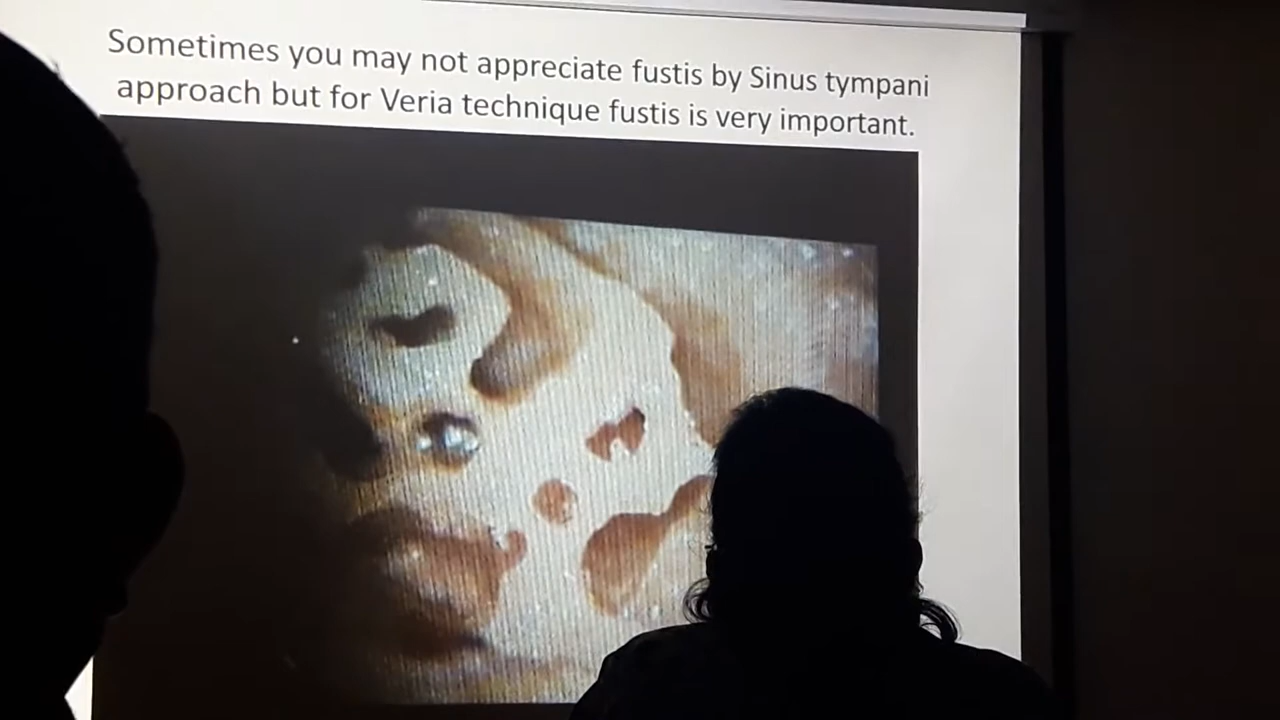 Sometimes you may not appreciate fustis by Sinus tympani
approach but for Veria technique fustis is very important.